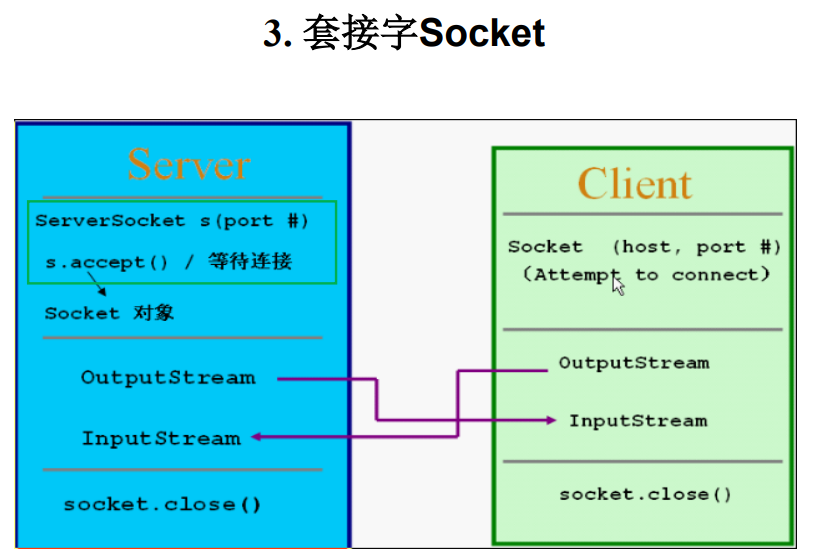 3. 套接字Socket
Server
ServerSocket s(port #)
s.accept() / 等待连接
Socket 对象
OutputStream
InputStream
socket.close()
Client
Socket (host, port #)
(Attempt to connect)
OutputStream
InputStream
socket.close()